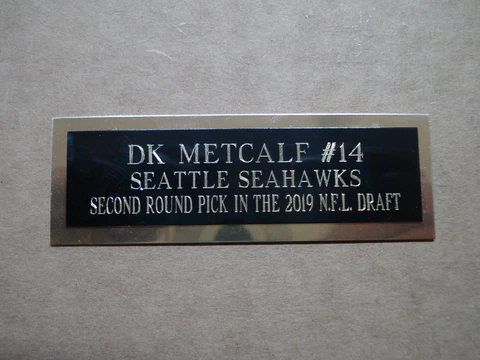 DK METCALF #14
SEATTLE SEAHAWKS
SECOND ROUND PICK IN THE 2019 N.F.L. DRAFT